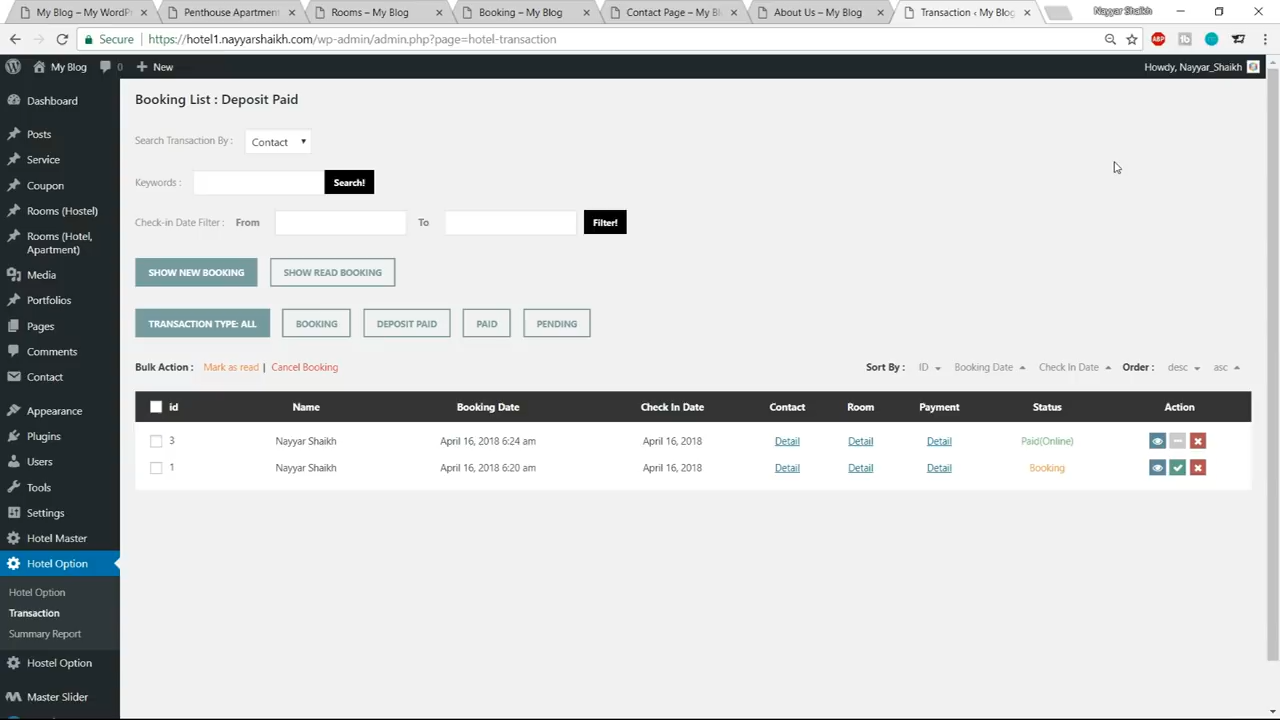 My Blog – My WordP
Penthouse Apartment
Rooms – My Blog
Booking – My Blog
Contact Page – My Bl
About Us – My Blog
Transaction ‹ My Blog
Nayyar Shaikh
Secure
https://hotel1.nayyarshaikh.com/wp-admin/admin.php?page=hotel-transaction
ABP
My Blog 0 New
Howdy, Nayyar_Shaikh
Dashboard
Posts
Service
Coupon
Rooms (Hostel)
Rooms (Hotel,
Apartment)
Media
Portfolios
Pages
Comments
Contact
Appearance
Plugins
Users
Tools
Settings
Hotel Master
Hotel Option
Hotel Option
Transaction
Summary Report
Hostel Option
Master Slider
Booking List : Deposit Paid
Search Transaction By : Contact
Keywords : Search!
Check-in Date Filter : From To Filter!
SHOW NEW BOOKING SHOW READ BOOKING
TRANSACTION TYPE: ALL BOOKING DEPOSIT PAID PAID PENDING
Bulk Action : Mark as read | Cancel Booking Sort By : ID Booking Date Check In Date Order : desc asc
id Name Booking Date Check In Date Contact Room Payment Status Action
3 Nayyar Shaikh April 16, 2018 6:24 am April 16, 2018 Detail Detail Detail Paid(Online)
1 Nayyar Shaikh April 16, 2018 6:20 am April 16, 2018 Detail Detail Detail Booking